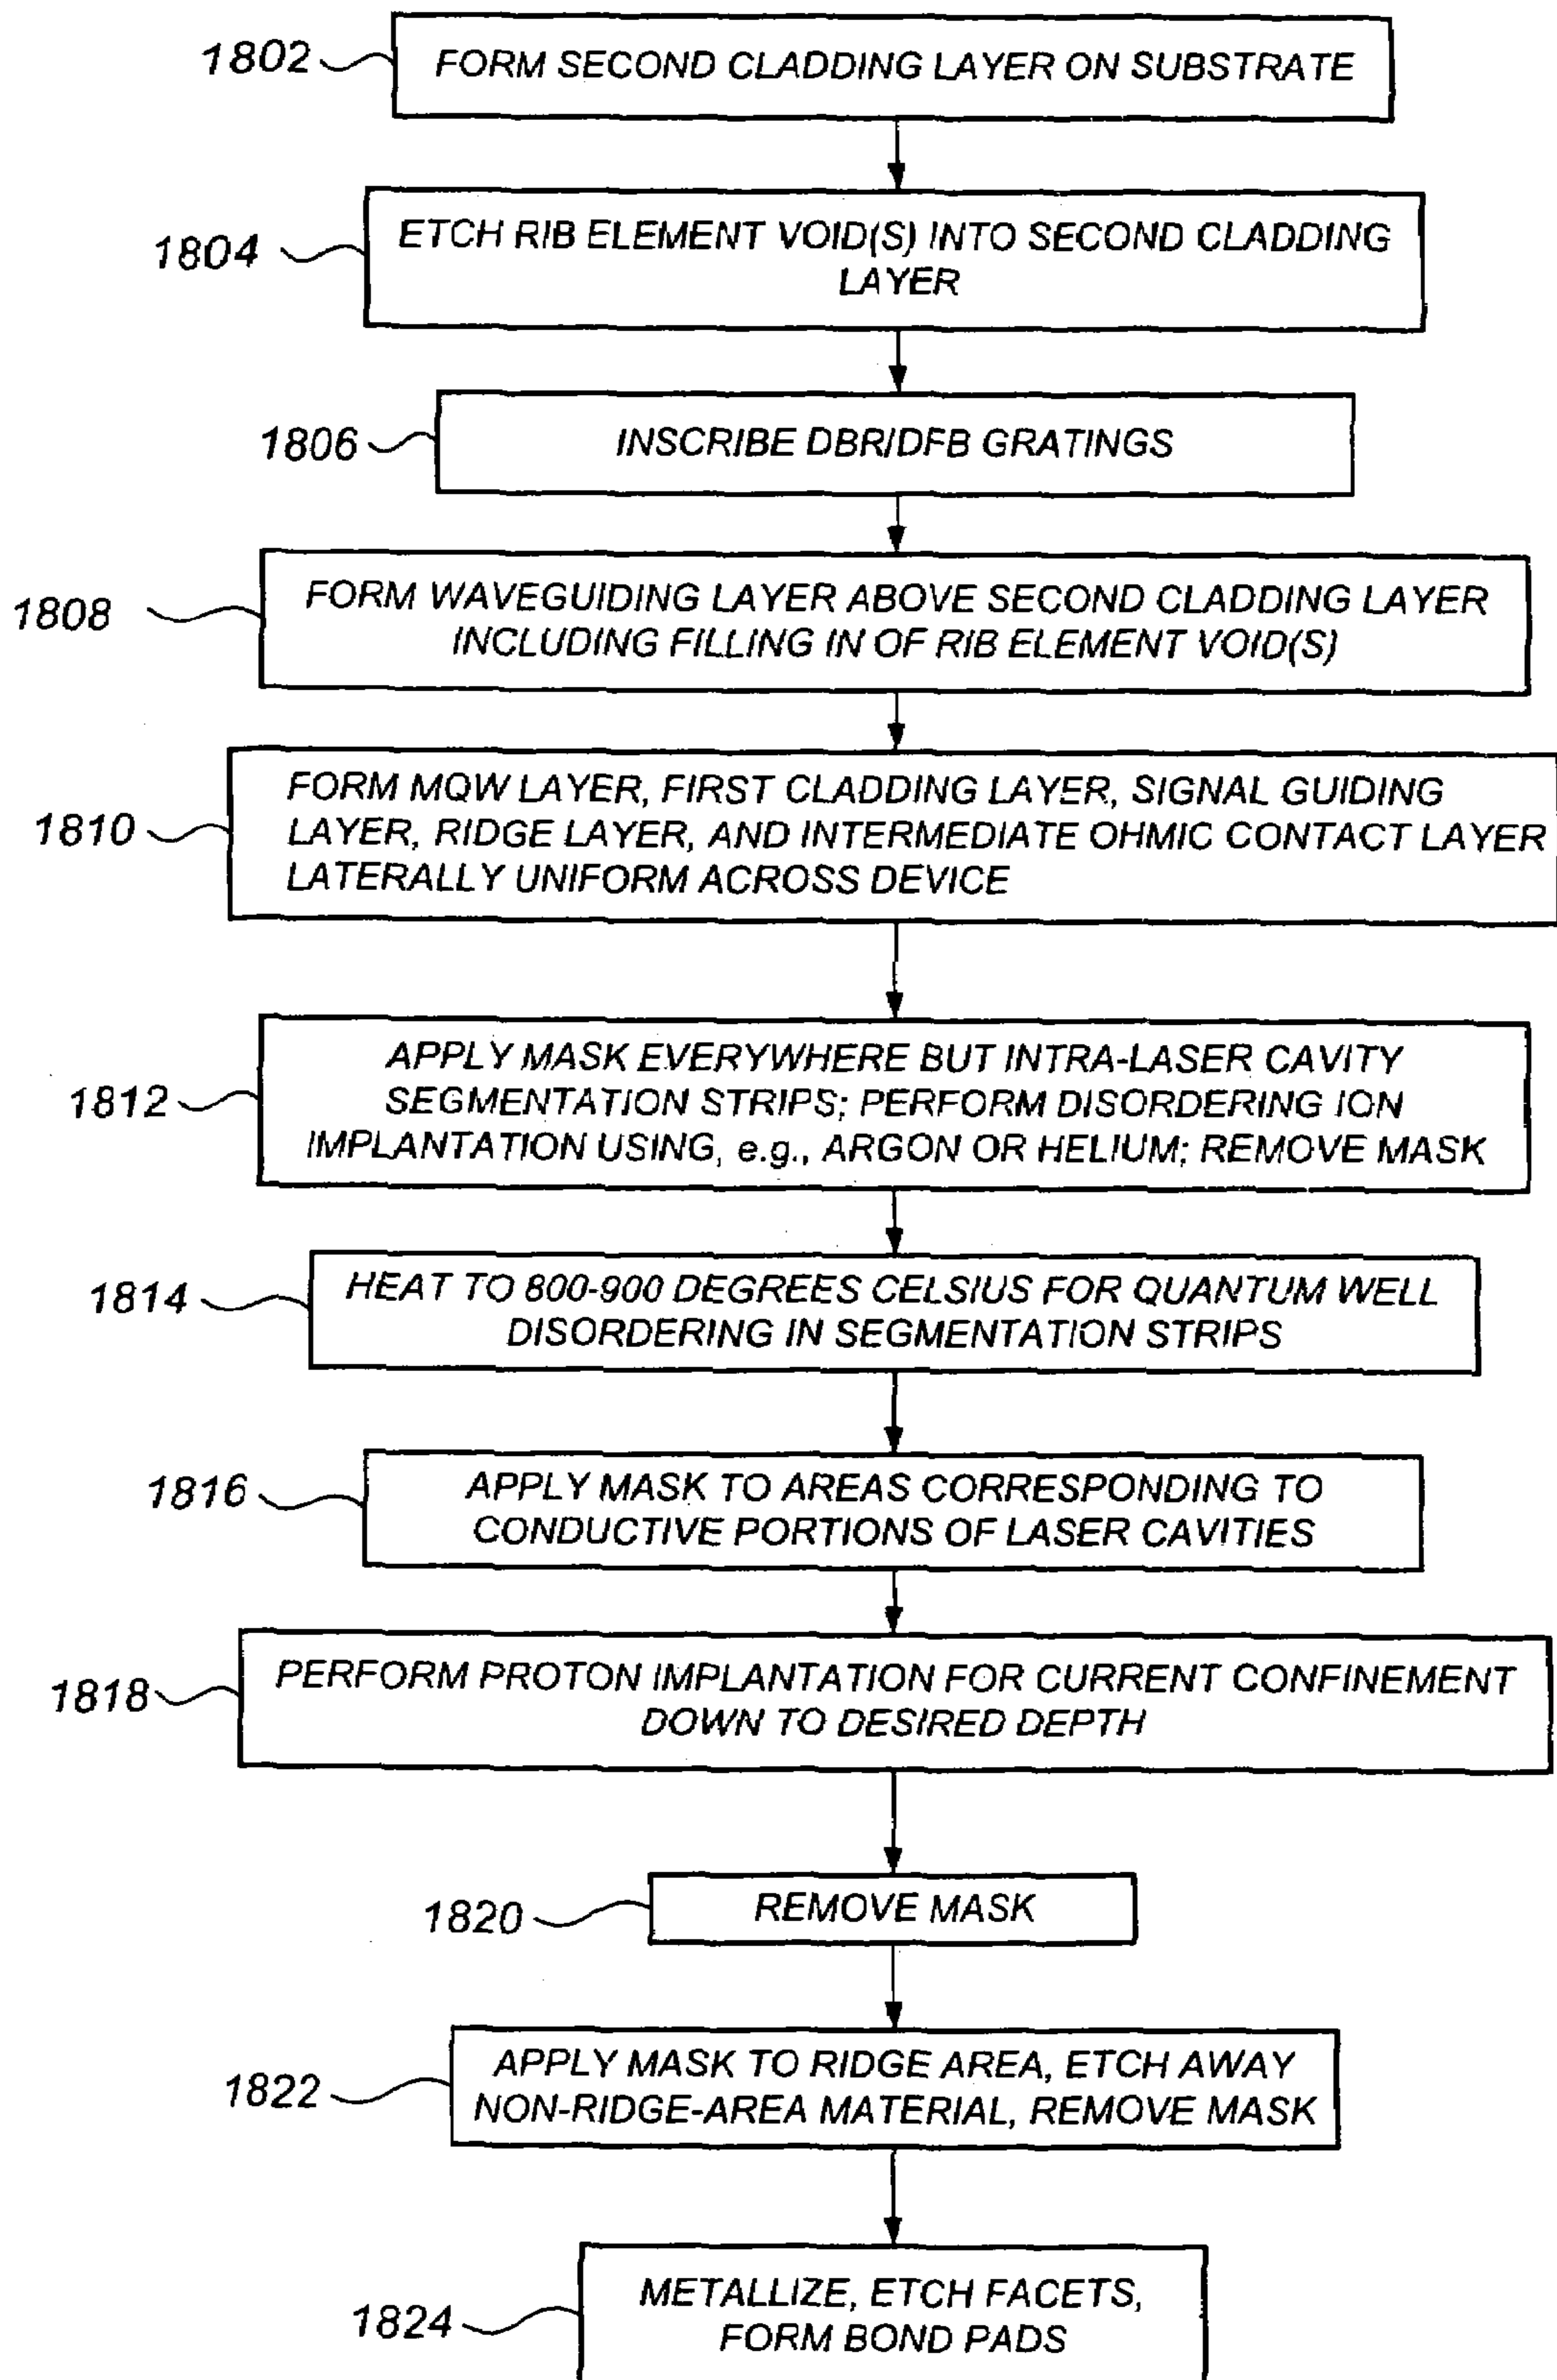 1802
FORM SECOND CLADDING LAYER ON SUBSTRATE
1804
ETCH RIB ELEMENT VOID(S) INTO SECOND CLADDING
LAYER
1806
INSCRIBE DBR/DFB GRATINGS
1808
FORM WAVEGUIDING LAYER ABOVE SECOND CLADDING LAYER
INCLUDING FILLING IN OF RIB ELEMENT VOID(S)
1810
FORM MQW LAYER, FIRST CLADDING LAYER, SIGNAL GUIDING
LAYER, RIDGE LAYER, AND INTERMEDIATE OHMIC CONTACT LAYER
LATERALLY UNIFORM ACROSS DEVICE
1812
APPLY MASK EVERYWHERE BUT INTRA-LASER CAVITY
SEGMENTATION STRIPS; PERFORM DISORDERING ION
IMPLANTATION USING, e.g., ARGON OR HELIUM; REMOVE MASK
1814
HEAT TO 800-900 DEGREES CELSIUS FOR QUANTUM WELL
DISORDERING IN SEGMENTATION STRIPS
1816
APPLY MASK TO AREAS CORRESPONDING TO
CONDUCTIVE PORTIONS OF LASER CAVITIES
1818
PERFORM PROTON IMPLANTATION FOR CURRENT CONFINEMENT
DOWN TO DESIRED DEPTH
1820
REMOVE MASK
1822
APPLY MASK TO RIDGE AREA, ETCH AWAY
NON-RIDGE-AREA MATERIAL, REMOVE MASK
1824
METALLIZE, ETCH FACETS,
FORM BOND PADS